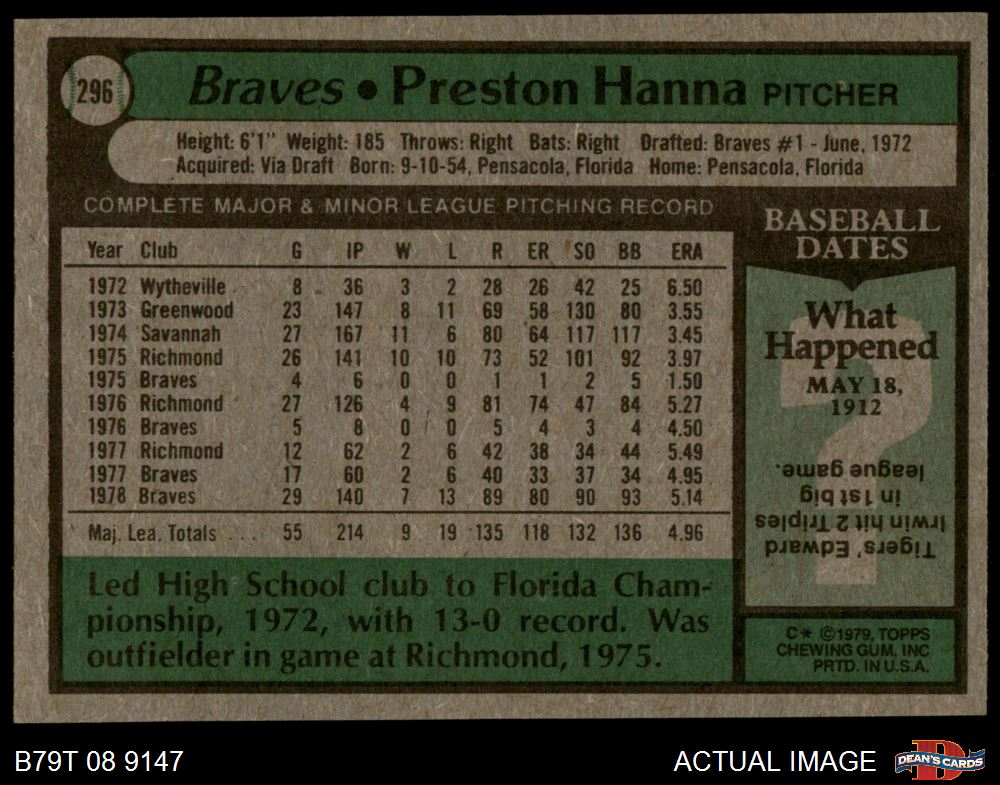 296
Braves • Preston Hanna PITCHER
Height: 6'1" Weight: 185 Throws: Right Bats: Right Drafted: Braves #1 - June, 1972
Acquired: Via Draft Born: 9-10-54, Pensacola, Florida Home: Pensacola, Florida
COMPLETE MAJOR & MINOR LEAGUE PITCHING RECORD
Year Club G IP W L R ER SO BB ERA
1972 Wytheville 8 36 3 2 28 26 42 25 6.50
1973 Greenwood 23 147 8 11 69 58 130 80 3.55
1974 Savannah 27 167 11 6 80 64 117 117 3.45
1975 Richmond 26 141 10 10 73 52 101 92 3.97
1975 Braves 4 6 0 0 1 1 2 5 1.50
1976 Richmond 27 126 4 9 81 74 47 84 5.27
1976 Braves 5 8 0 0 5 4 3 4 4.50
1977 Richmond 12 62 2 6 42 38 34 44 5.49
1977 Braves 17 60 2 6 40 33 37 34 4.95
1978 Braves 29 140 7 13 89 80 90 93 5.14
Maj. Lea. Totals . . . 55 214 9 19 135 118 132 136 4.96
Led High School club to Florida Cham-
pionship, 1972, with 13-0 record. Was
outfielder in game at Richmond, 1975.
BASEBALL
DATES
What
Happened
MAY 18,
1912
Tigers' Edward
Irwin hit 2 Triples
in 1st big
league game.
C* ©1979, TOPPS
CHEWING GUM, INC
PRTD. IN U.S.A.
B79T 08 9147
ACTUAL IMAGE
DEAN'S CARDS